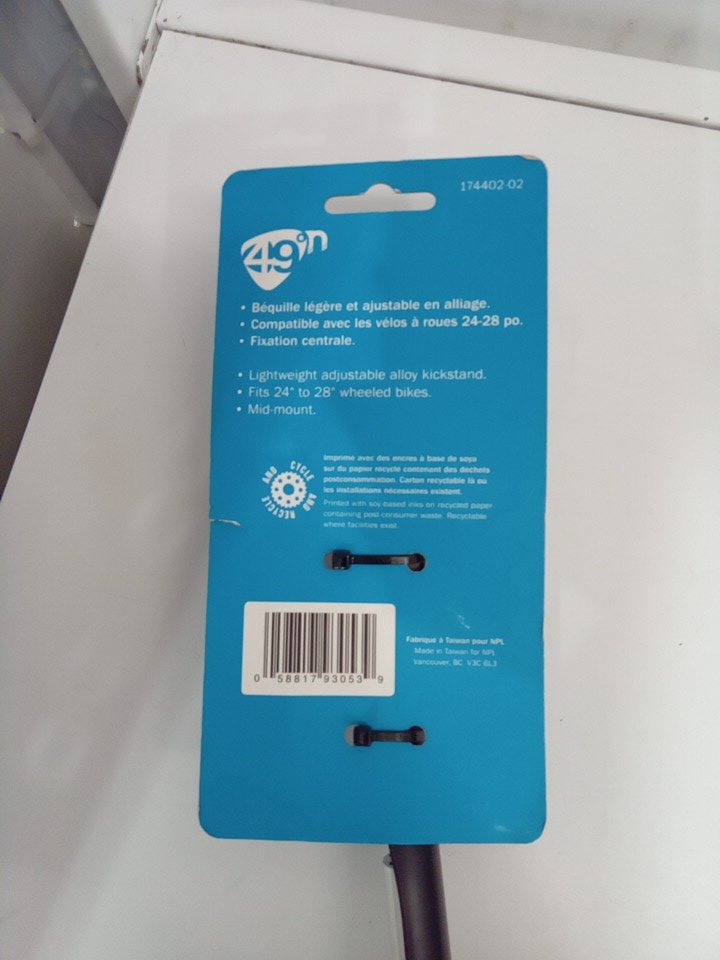 174402-02
49°n
• Béquille légère et ajustable en alliage.
• Compatible avec les vélos à roues 24-28 po.
• Fixation centrale.
• Lightweight adjustable alloy kickstand.
• Fits 24" to 28" wheeled bikes.
• Mid-mount.
CYCLE AND RECYCLE AND
Imprimé avec des encres à base de soya
sur du papier recyclé contenant des déchets
postconsommation. Carton recyclable là où
les installations nécessaires existent.
Printed with soy-based inks on recycled paper
containing post-consumer waste. Recyclable
where facilities exist.
Fabriqué à Taiwan pour NPL
Made in Taiwan for NPL
Vancouver, BC V3C 6L3
0 58817 93053 9